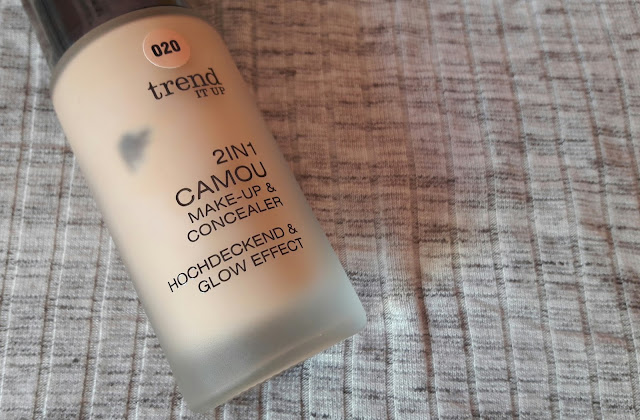 020
trend
IT UP
2IN1
CAMOU
MAKE-UP &
CONCEALER
HOCHDECKEND &
GLOW EFFECT